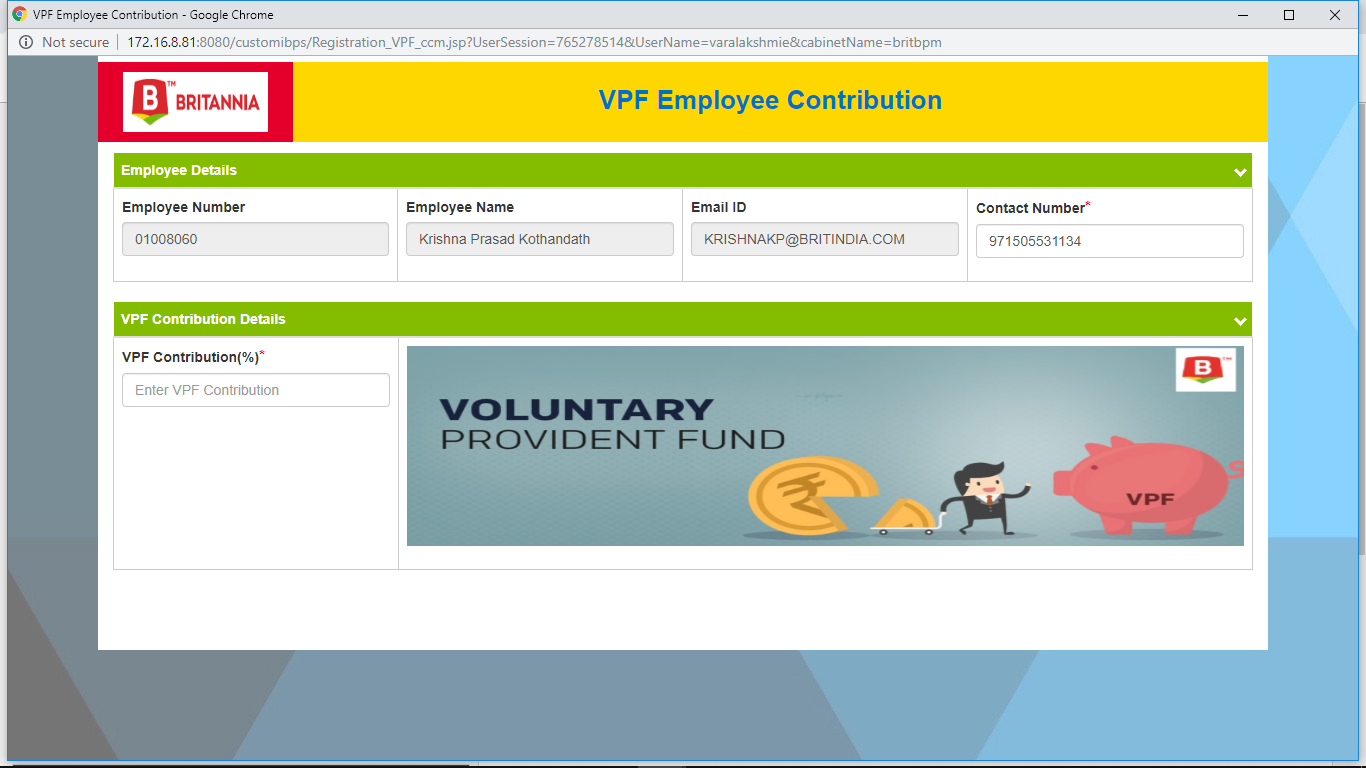 VPF Employee Contribution - Google Chrome
Not secure | 172.16.8.81:8080/customibps/Registration_VPF_ccm.jsp?UserSession=765278514&UserName=varalakshmie&cabinetName=britbpm
B™ BRITANNIA
VPF Employee Contribution
Employee Details
Employee Number
Employee Name
Email ID
Contact Number*
01008060
Krishna Prasad Kothandath
KRISHNAKP@BRITINDIA.COM
971505531134
VPF Contribution Details
VPF Contribution(%)*
Enter VPF Contribution
B™
VOLUNTARY
PROVIDENT FUND
VPF